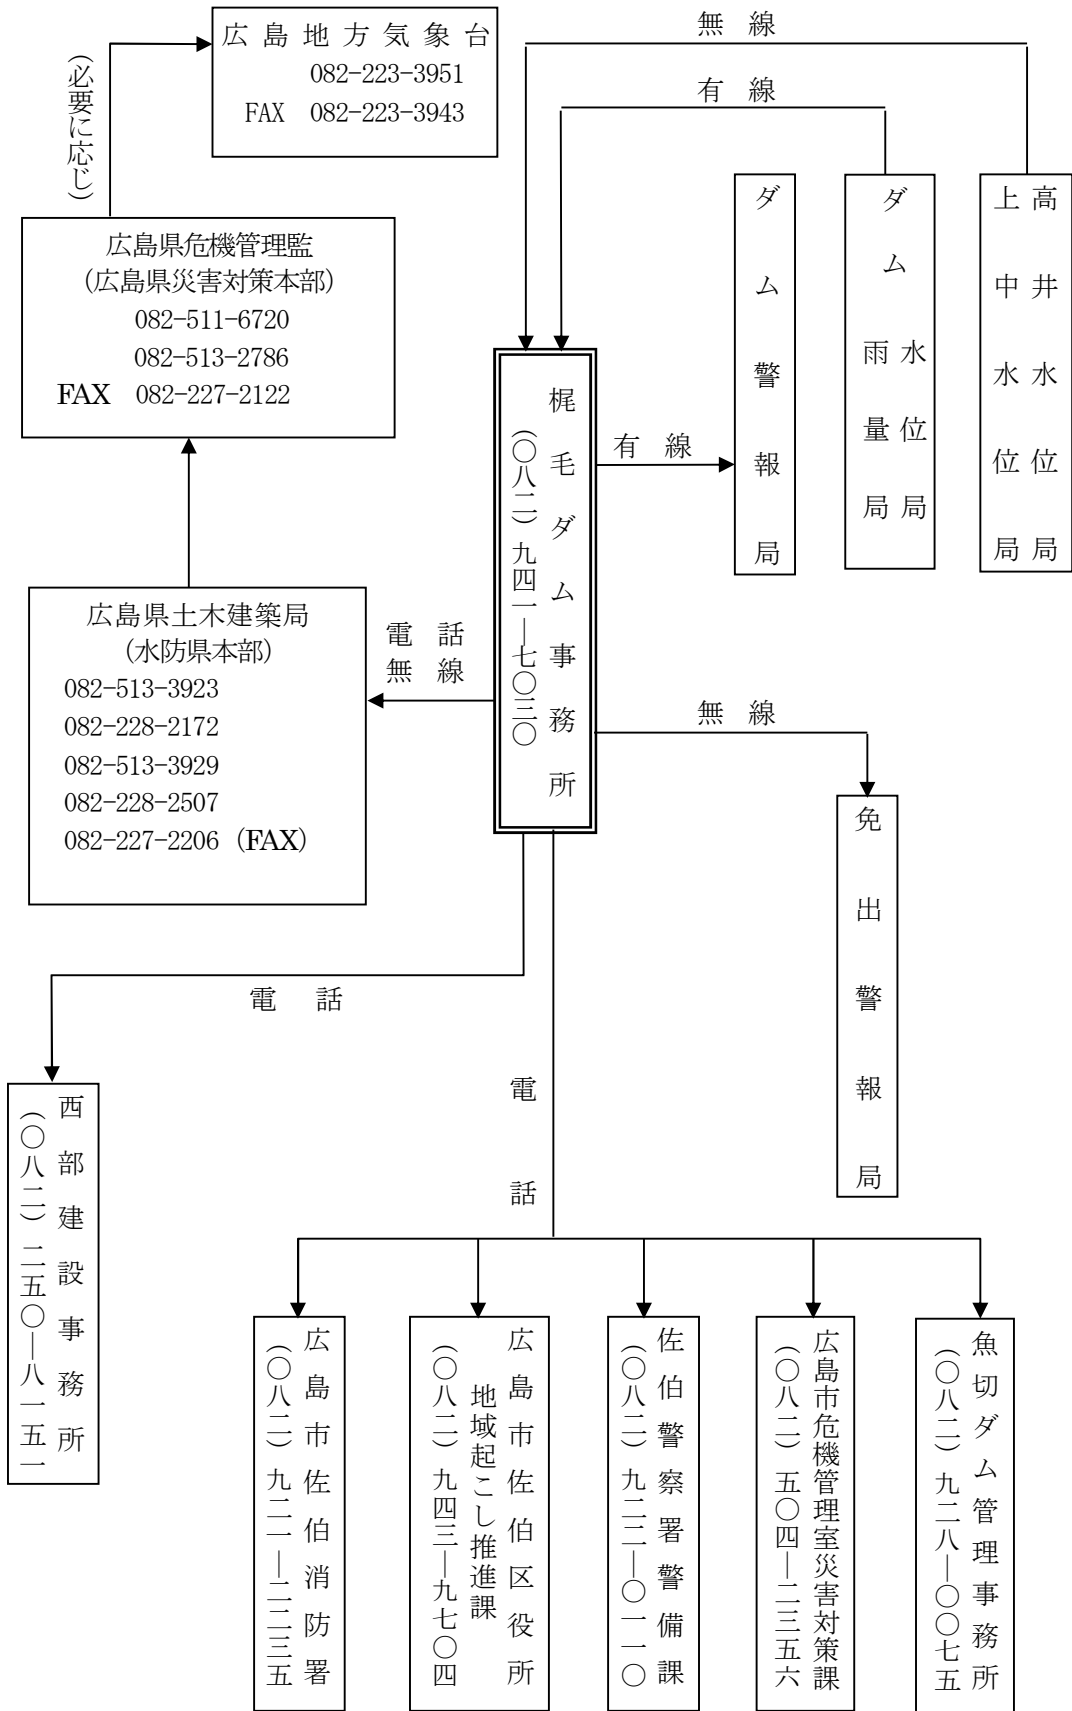 広島地方気象台
082-223-3951
FAX 082-223-3943
(必要に応じ)
広島県危機管理監
(広島県災害対策本部)
082-511-6720
082-513-2786
FAX 082-227-2122
広島県土木建築局
(水防県本部)
082-513-3923
082-228-2172
082-513-3929
082-228-2507
082-227-2206 (FAX)
無線
有線
高井水位局
上中水位局
ダム水位局
雨量局
ダム警報局
有線
梶毛ダム事務所
(〇八二)九四一―七〇三〇
電話
無線
無線
免出警報局
電話
西部建設事務所
(〇八二)二五〇―八一五一
電話
魚切ダム管理事務所
(〇八二)九二八―〇〇七五
広島市危機管理室災害対策課
(〇八二)五〇四―二三五六
佐伯警察署警備課
(〇八二)九二二―〇一一〇
広島市佐伯区役所
地域起こし推進課
(〇八二)九四三―九七〇四
広島市佐伯消防署
(〇八二)九二一―二二三五